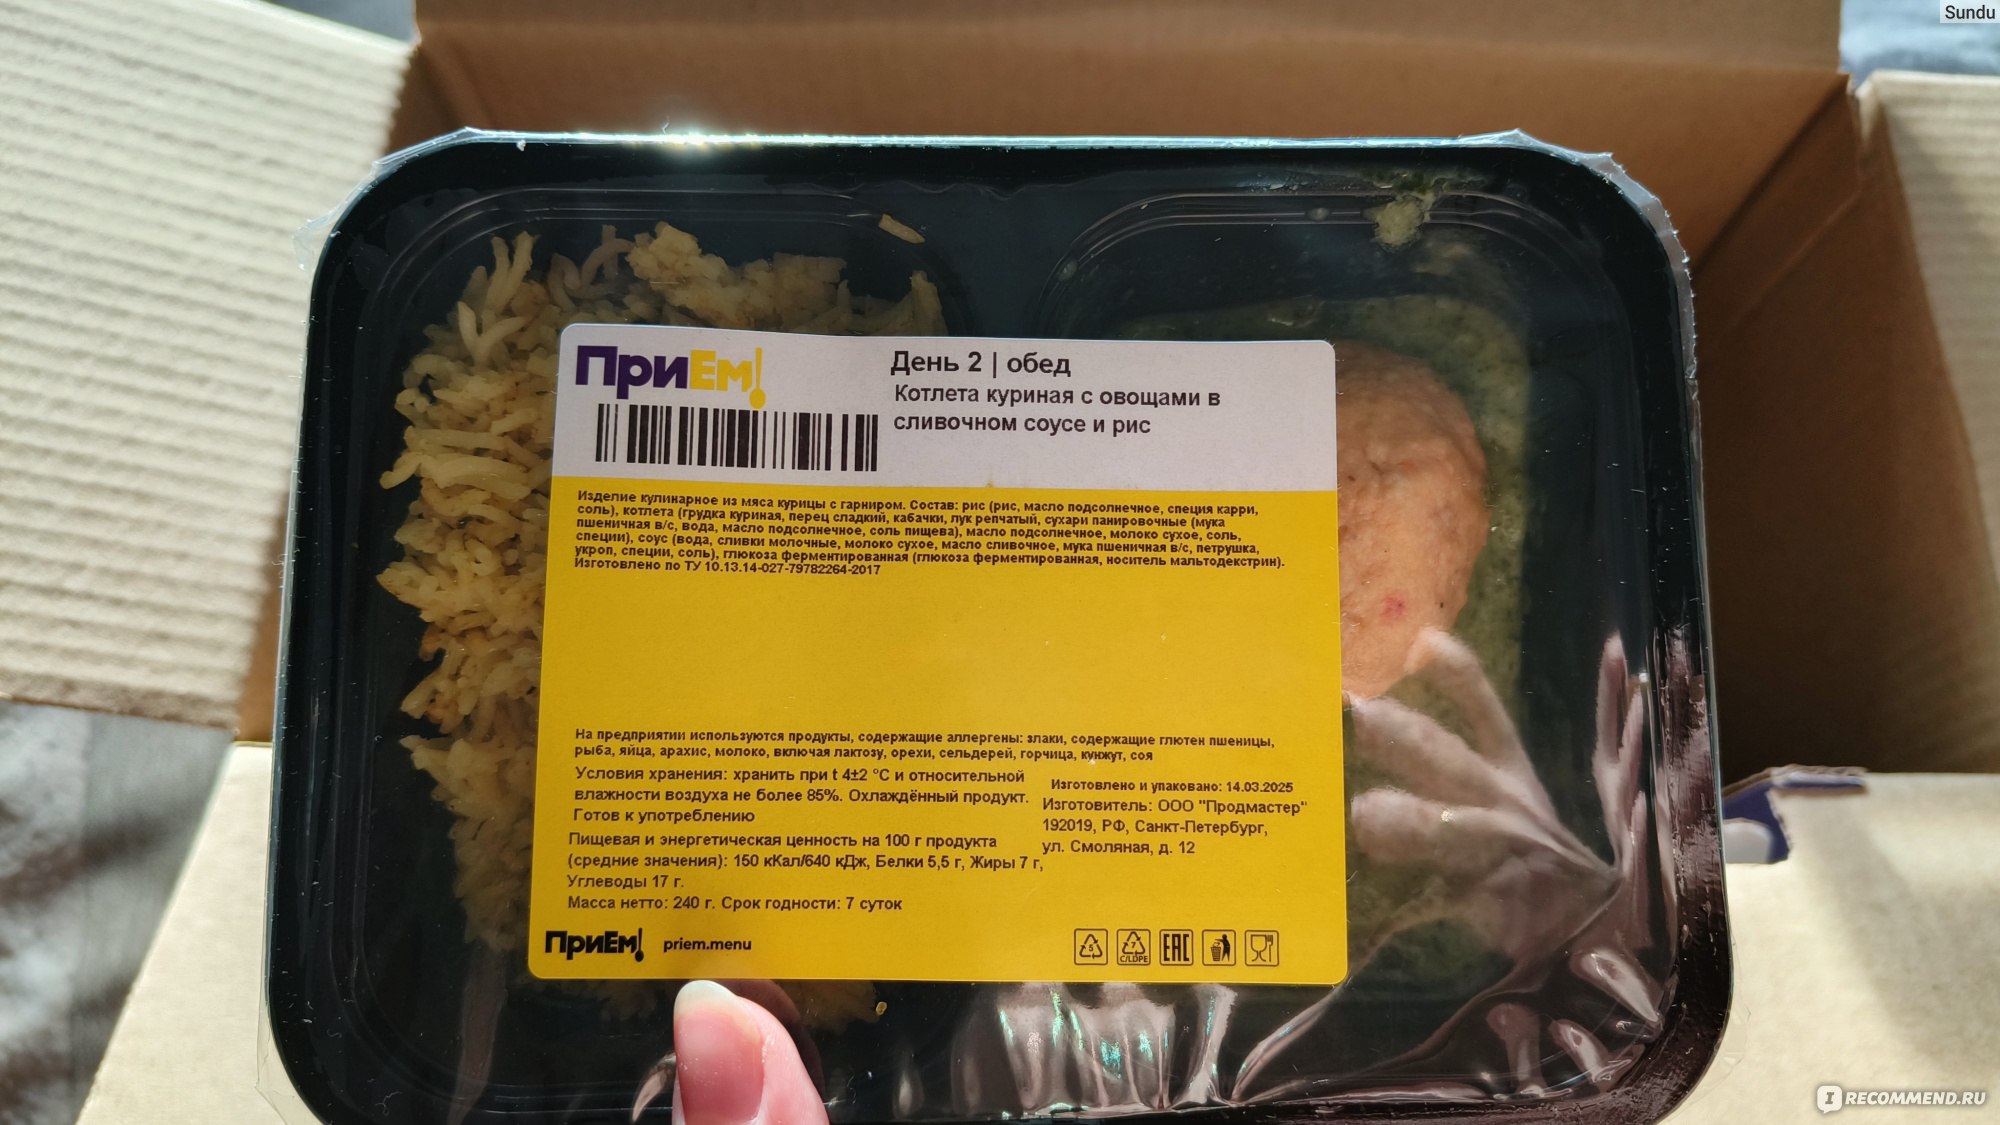 Sundu
ПриЕм!
День 2 | обед
Котлета куриная с овощами в
сливочном соусе и рис
Изделие кулинарное из мяса курицы с гарниром. Состав: рис (рис, масло подсолнечное, специя карри,
соль), котлета (грудка куриная, перец сладкий, кабачки, лук репчатый, сухари панировочные (мука
пшеничная в/с, вода, масло подсолнечное, соль пищева), масло подсолнечное, молоко сухое, соль,
специи), соус (вода, сливки молочные, молоко сухое, масло сливочное, мука пшеничная в/с, петрушка,
укроп, специи, соль), глюкоза ферментированная (глюкоза ферментированная, носитель мальтодекстрин).
Изготовлено по ТУ 10.13.14-027-79782264-2017
На предприятии используются продукты, содержащие аллергены: злаки, содержащие глютен пшеницы,
рыба, яйца, арахис, молоко, включая лактозу, орехи, сельдерей, горчица, кунжут, соя
Условия хранения: хранить при t 4±2 °С и относительной
влажности воздуха не более 85%. Охлаждённый продукт.
Готов к употреблению
Изготовлено и упаковано: 14.03.2025
Изготовитель: ООО "Продмастер"
192019, РФ, Санкт-Петербург,
ул. Смоляная, д. 12
Пищевая и энергетическая ценность на 100 г продукта
(средние значения): 150 кКал/640 кДж, Белки 5,5 г, Жиры 7 г,
Углеводы 17 г.
Масса нетто: 240 г. Срок годности: 7 суток
ПриЕм! priem.menu
5
7
C/LDPE
EAC
IRECOMMEND.RU